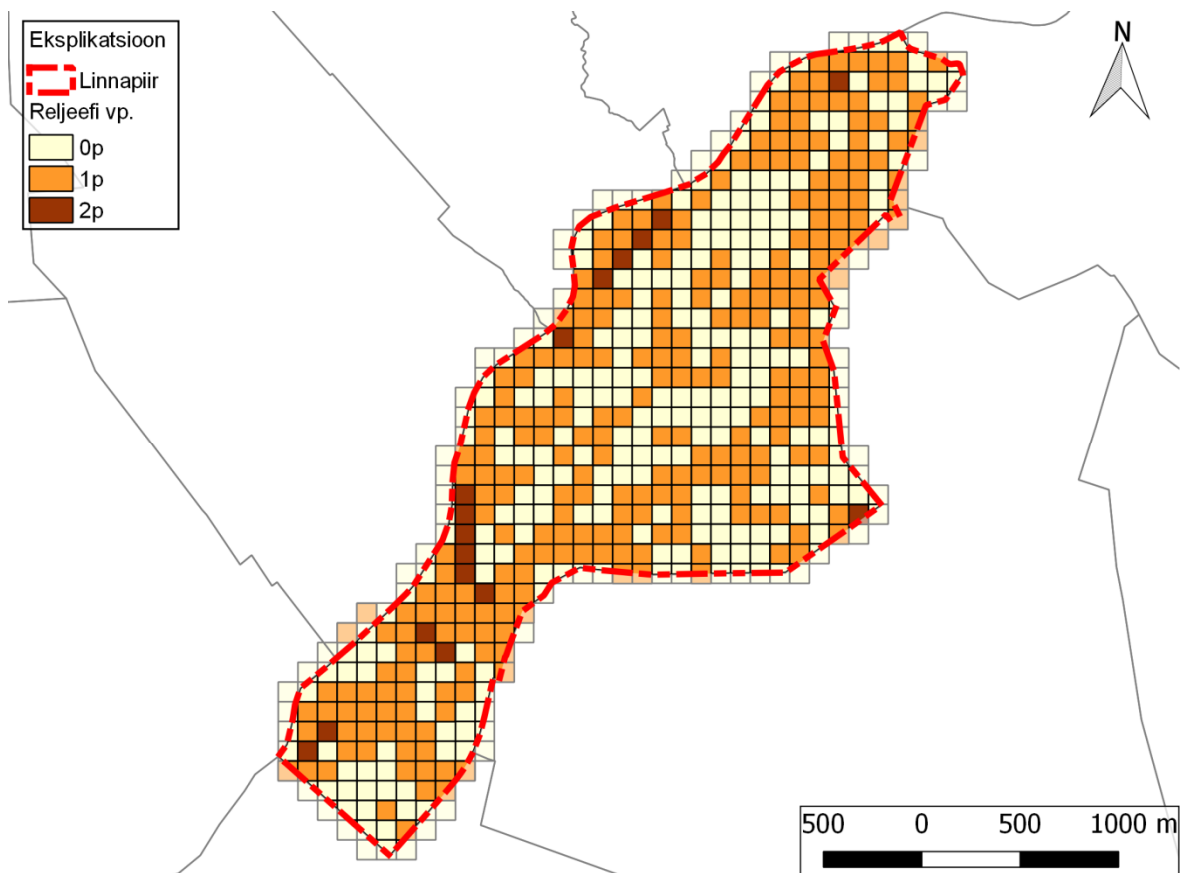 Eksplikatsioon
Linnapiir
Reljeefi vp.
0p
1p
2p
N
500 0 500 1000 m